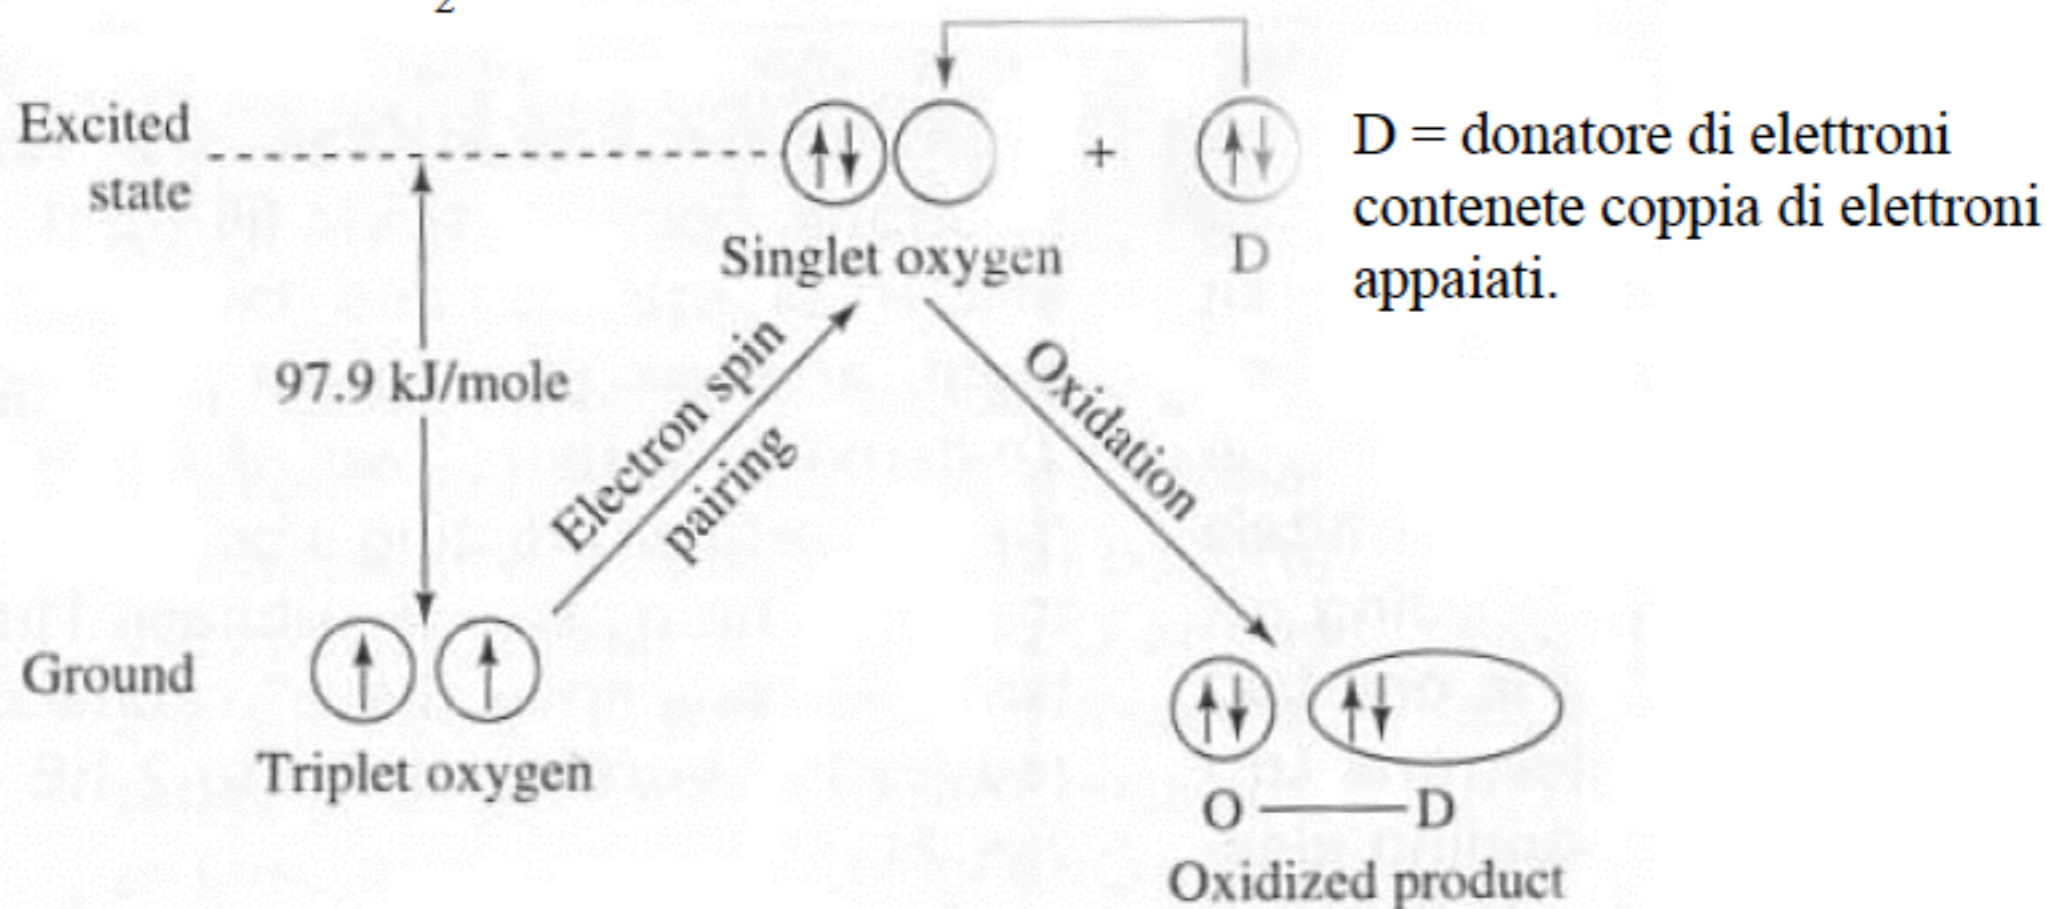 2
Excited
state
+
D = donatore di elettroni
contenete coppia di elettroni
appaiati.
Singlet oxygen
D
97.9 kJ/mole
Electron spin
pairing
Oxidation
Ground
Triplet oxygen
O — D
Oxidized product